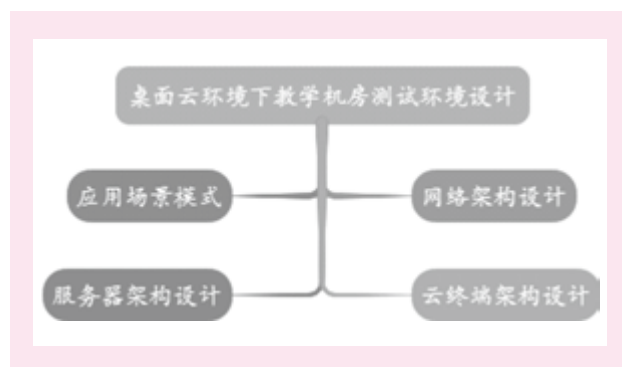 桌面云环境下教学机房测试环境设计
应用场景模式
网络架构设计
服务器架构设计
云终端架构设计